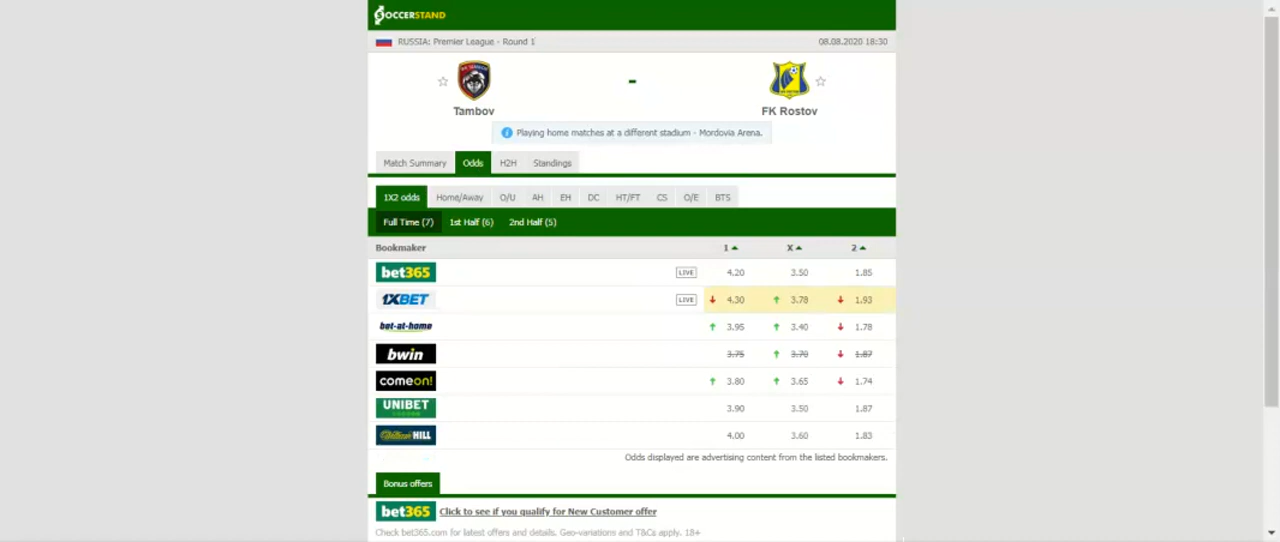 SOCCERSTAND
RUSSIA: Premier League - Round 1 08.08.2020 18:30
-
Tambov FK Rostov
Playing home matches at a different stadium - Mordovia Arena.
Match Summary Odds H2H Standings
1X2 odds Home/Away O/U AH EH DC HT/FT CS O/E BTS
Full Time (7) 1st Half (6) 2nd Half (5)
Bookmaker 1 X 2
bet365 LIVE 4.20 3.50 1.85
1XBET LIVE 4.30 3.78 1.93
bet-at-home 3.95 3.40 1.78
bwin 3.75 3.70 1.87
comeon! 3.80 3.65 1.74
UNIBET 3.90 3.50 1.87
William HILL 4.00 3.60 1.83
Odds displayed are advertising content from the listed bookmakers.
Bonus offers
bet365 Click to see if you qualify for New Customer offer
Check bet365.com for latest offers and details. Geo-variations and T&Cs apply. 18+